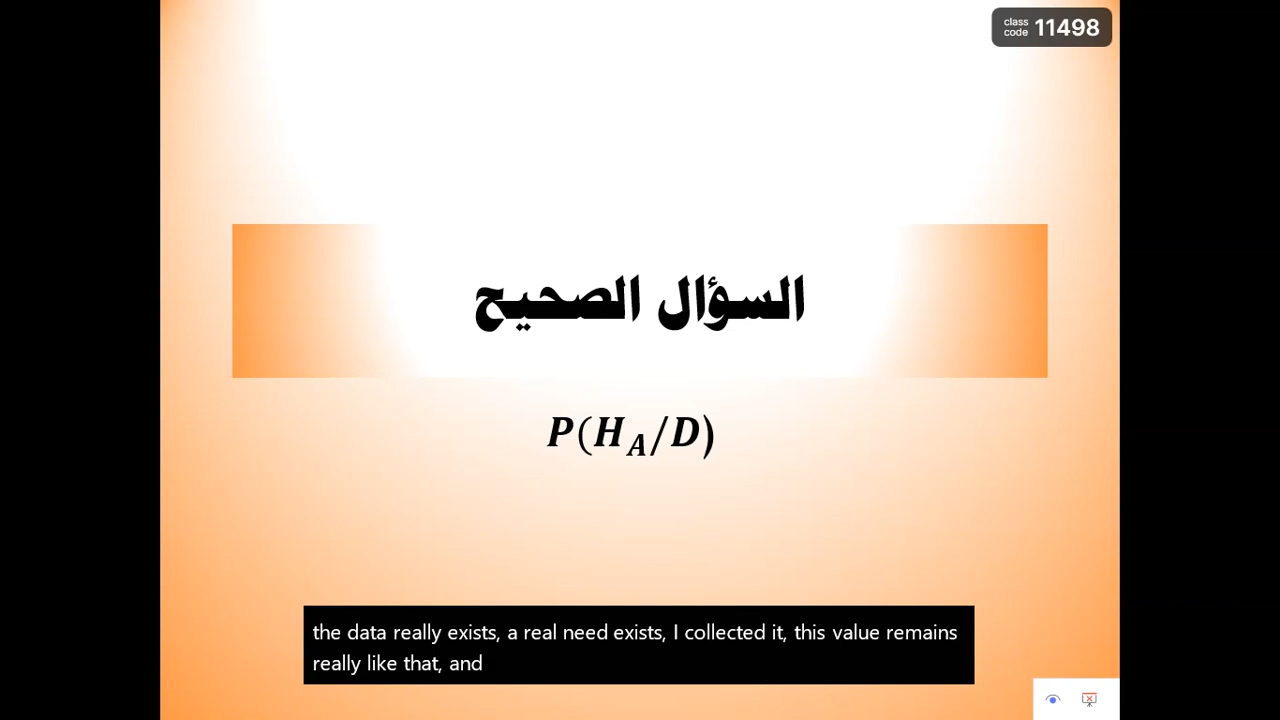 class code 11498
السؤال الصحيح
P(H_A/D)
the data really exists, a real need exists, I collected it, this value remains
really like that, and